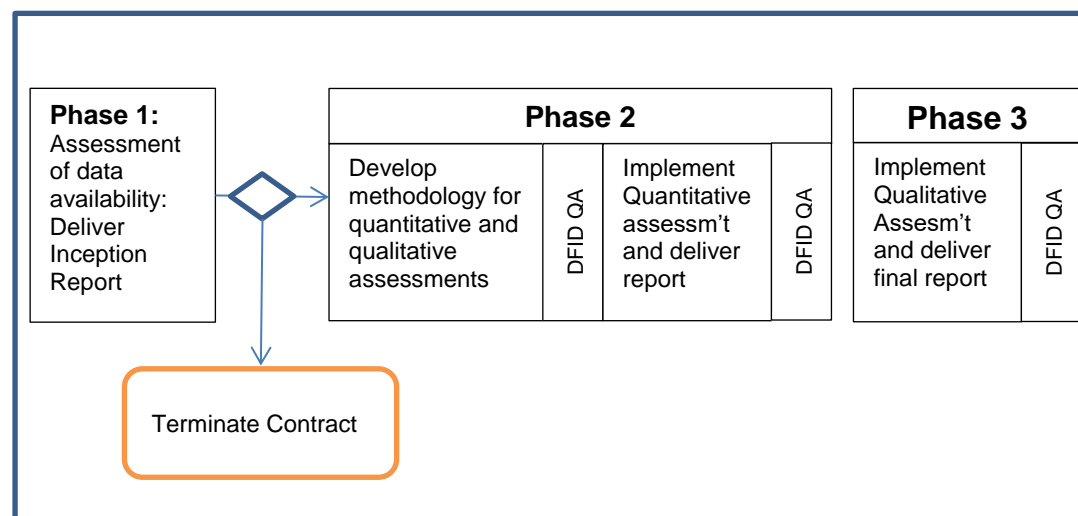 Phase 1:
Assessment
of data
availability:
Deliver
Inception
Report
Phase 2
Develop
methodology for
quantitative and
qualitative
assessments
DFID QA
Implement
Quantitative
assessm't
and deliver
report
DFID QA
Phase 3
Implement
Qualitative
Assesm't
and deliver
final report
DFID QA
Terminate Contract